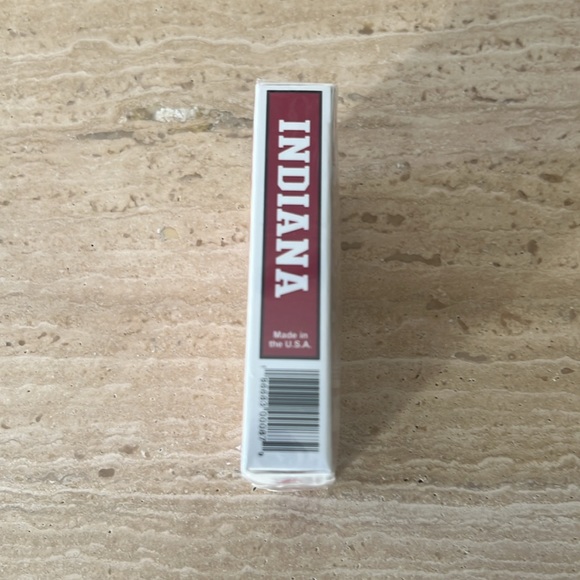 INDIANA
Made in
the U.S.A.